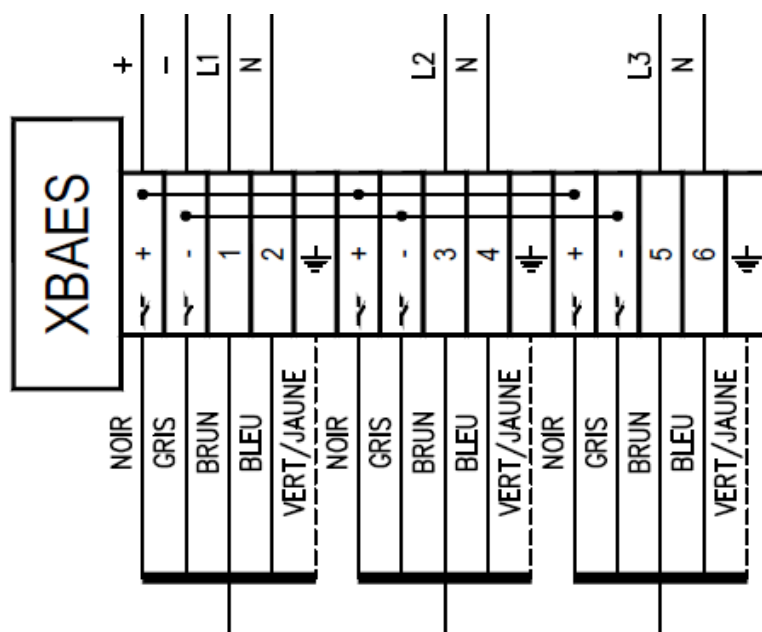 + − L1 N L2 N L3 N
XBAES
+ - 1 2 + - 3 4 + - 5 6
NOIR GRIS BRUN BLEU VERT/JAUNE NOIR GRIS BRUN BLEU VERT/JAUNE NOIR GRIS BRUN BLEU VERT/JAUNE